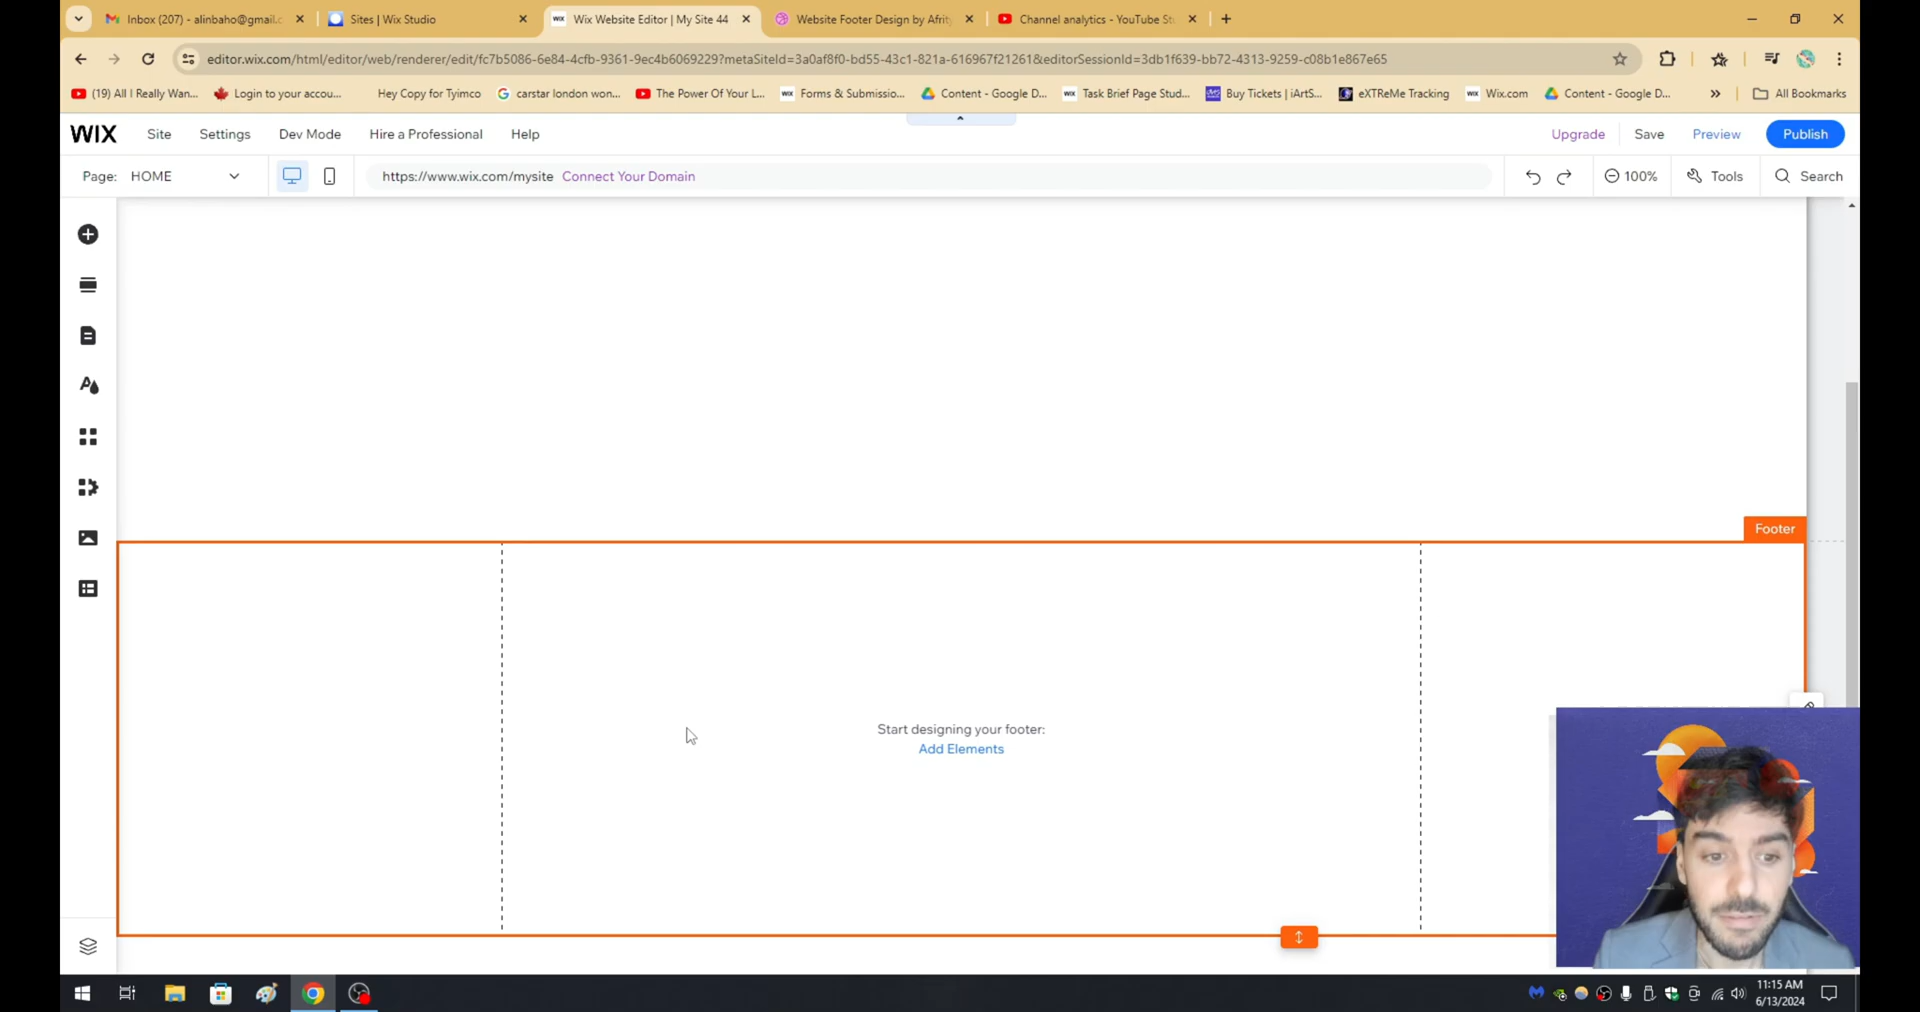 Inbox (207) - alinbaho@gmail.c
Sites | Wix Studio
WIX Wix Website Editor | My Site 44
Website Footer Design by Afrit
Channel analytics - YouTube St
editor.wix.com/html/editor/web/renderer/edit/fc7b5086-6e84-4cfb-9361-9ec4b6069229?metaSiteId=3a0af8f0-bd55-43c1-821a-616967f21261&editorSessionId=3db1f639-bb72-4313-9259-c08b1e867e65
(19) All I Really Wan...
Login to your accou...
Hey Copy for Tyimco
carstar london won...
The Power Of Your L...
WIX Forms & Submissio...
Content - Google D...
WIX Task Brief Page Stud...
Buy Tickets | iArtS...
eXTReMe Tracking
WIX Wix.com
Content - Google D...
All Bookmarks
WIX Site Settings Dev Mode Hire a Professional Help Upgrade Save Preview Publish
Page: HOME https://www.wix.com/mysite Connect Your Domain 100% Tools Search
Footer
Start designing your footer:
Add Elements
11:15 AM
6/13/2024